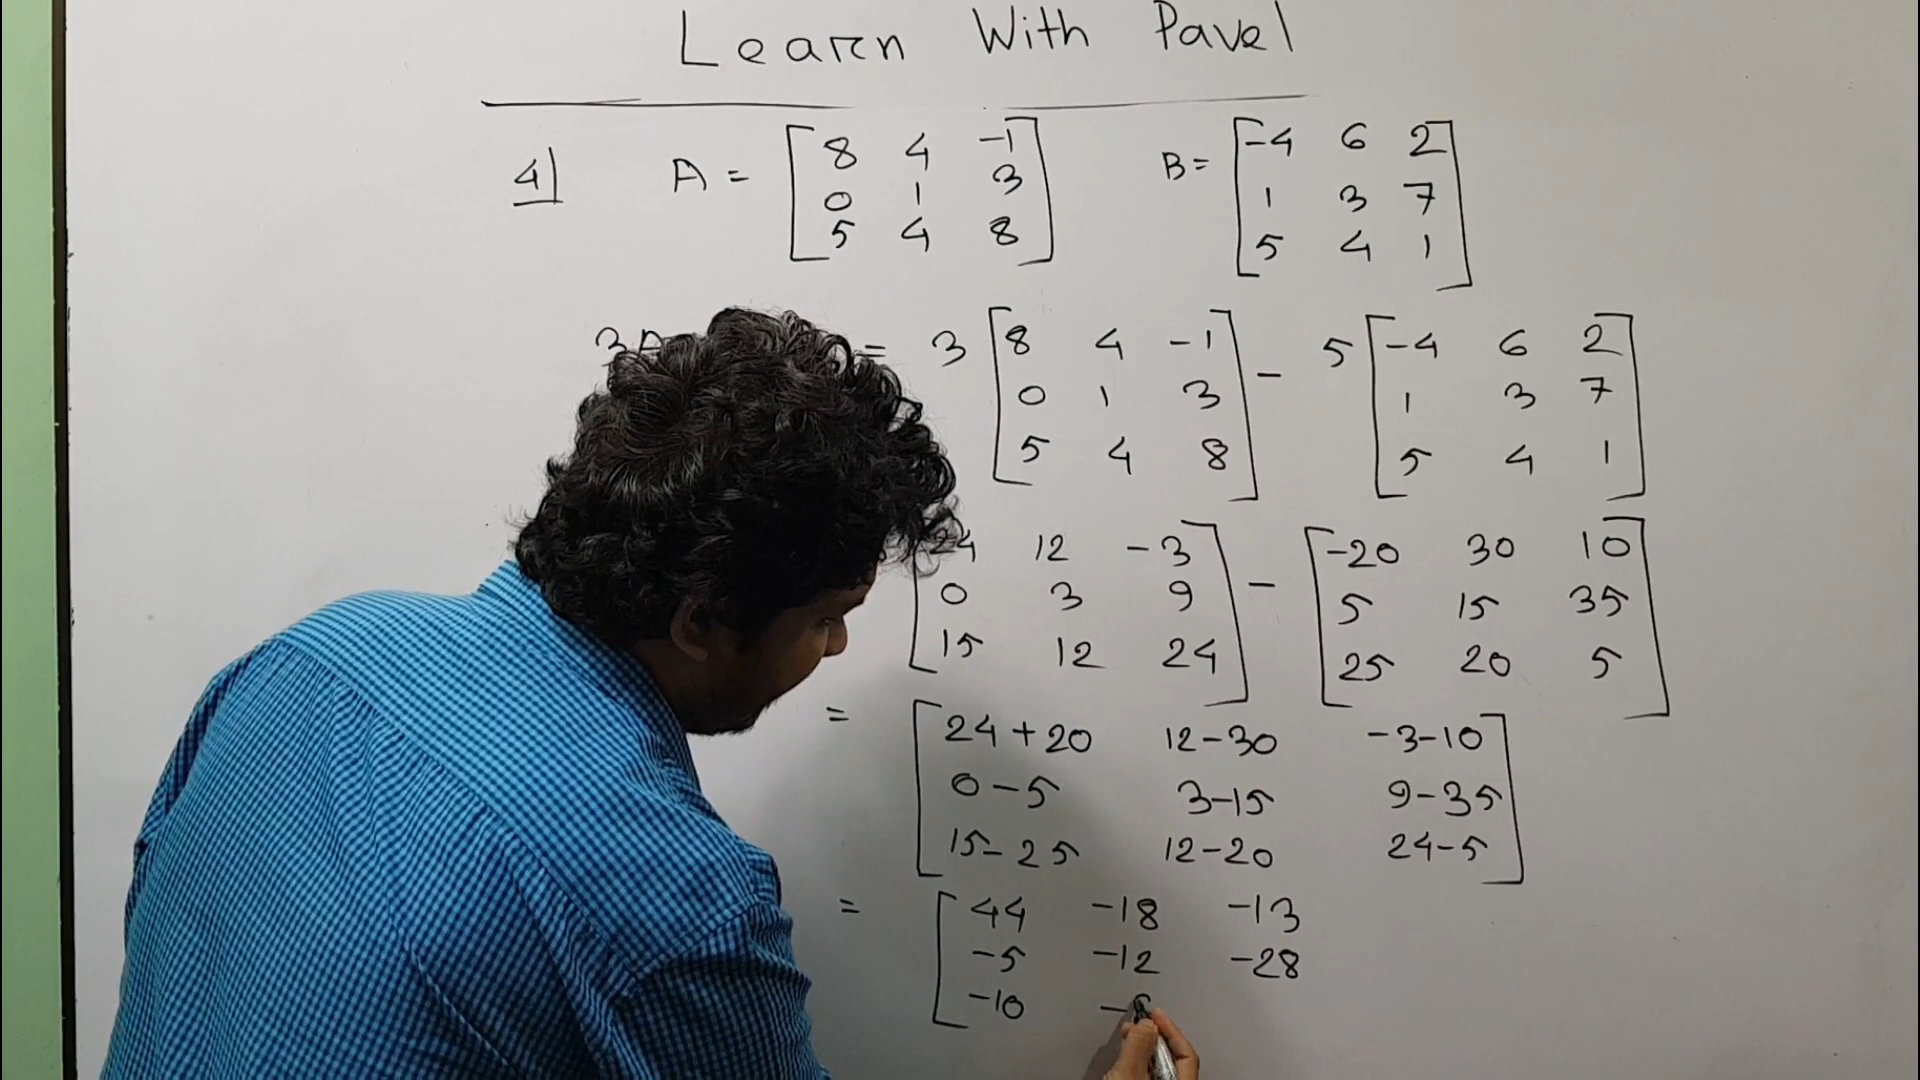 Learn With Pavel
4) A = [8 4 -1 B = [-4 6 2
0 1 3 1 3 7
5 4 8] 5 4 1]
3A = 3 [8 4 -1 - 5 [-4 6 2
0 1 3 1 3 7
5 4 8] 5 4 1]
[24 12 -3 - [-20 30 10
0 3 9 5 15 35
15 12 24] 25 20 5]
= [24+20 12-30 -3-10
0-5 3-15 9-35
15-25 12-20 24-5]
= [44 -18 -13
-5 -12 -28
-10 -